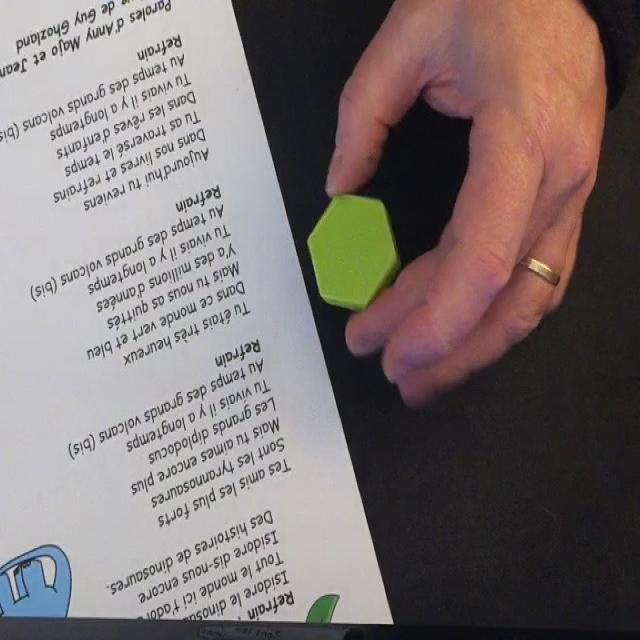 Refrain
Isidore le dinosau
Tout le monde ici t'ador
Isidore dis-nous encore
Des histoires de dinosaures.
Tes amis les plus forts
Sont les tyrannosaures
Mais tu aimes encore plus
Les grands diplodocus
Tu vivais il y a longtemps
Au temps des grands volcans (bis)
Refrain
Tu étais très heureux
Dans ce monde vert et bleu
Mais tu nous as quittés
Y'a des millions d'années
Tu vivais il y a longtemps
Au temps des grands volcans (bis)
Refrain
Aujourd'hui tu reviens
Dans nos livres et refrains
Tu as traversé le temps
Dans les rêves d'enfants
Tu vivais il y a longtemps
Au temps des grands volcans (bis
Refrain
Paroles d'Anny Majo et Jean
de Guy Ghozland